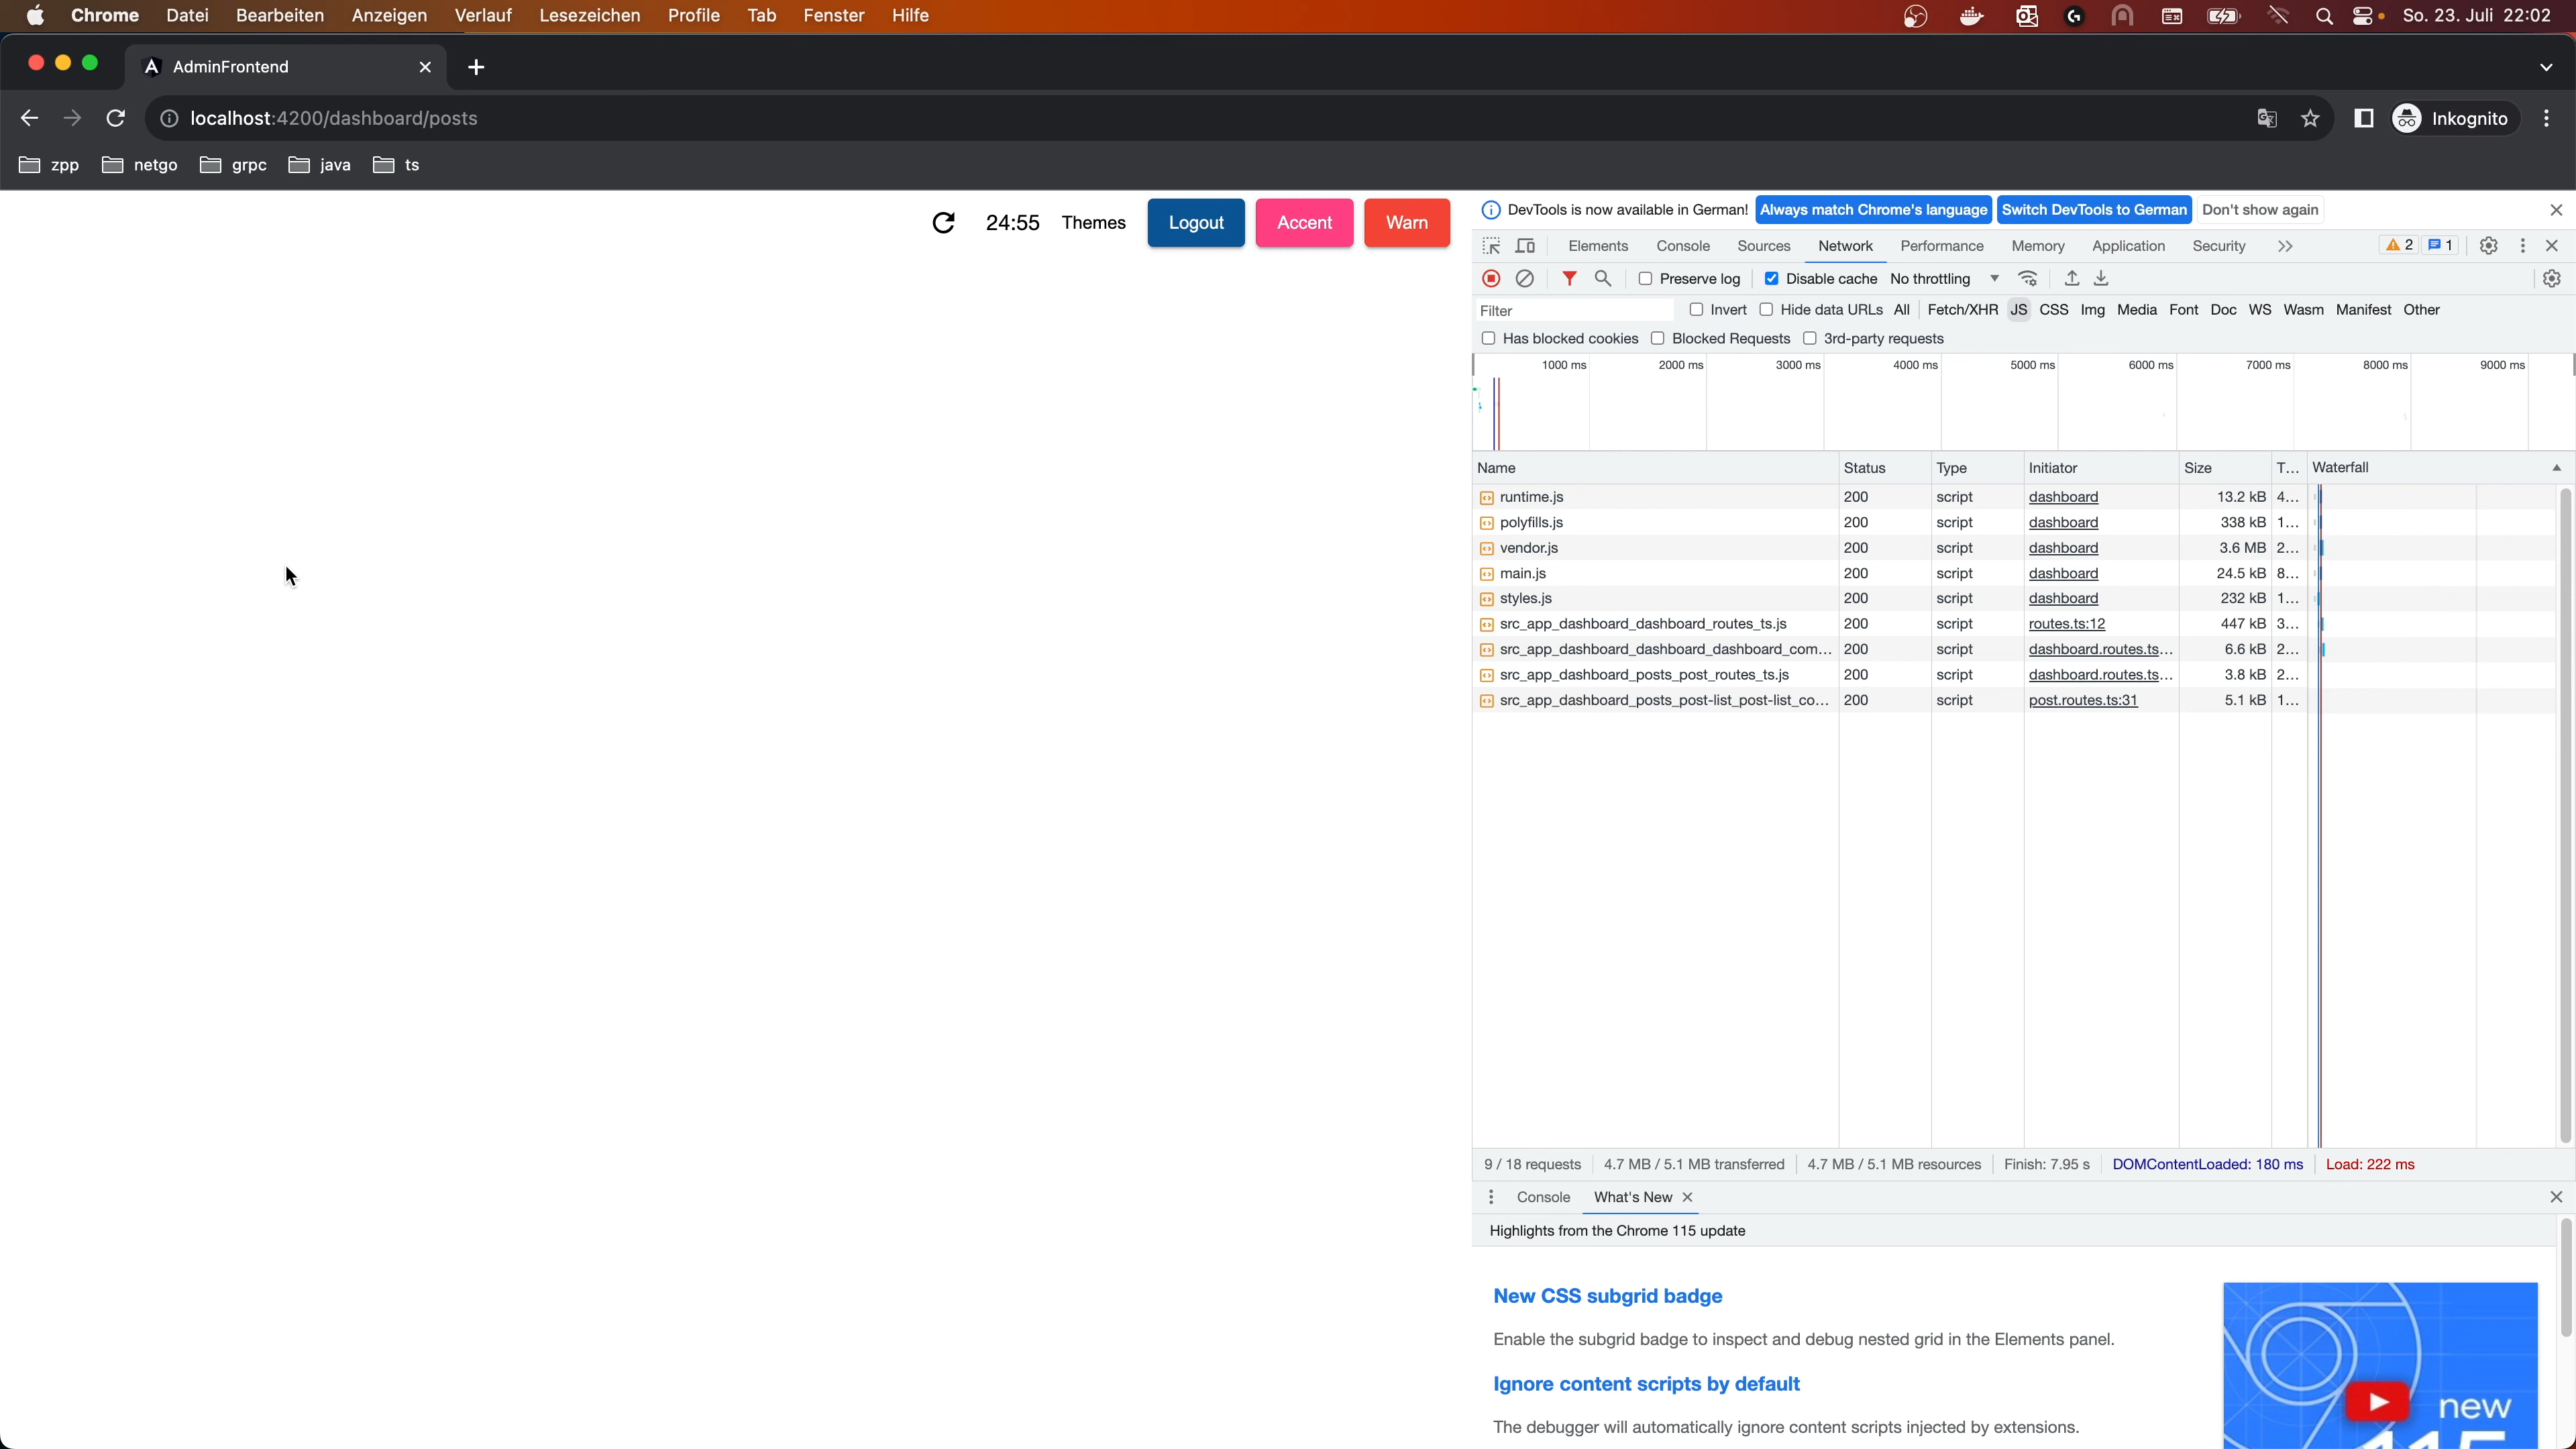 Chrome Datei Bearbeiten Anzeigen Verlauf Lesezeichen Profile Tab Fenster Hilfe So. 23. Juli 22:02
AdminFrontend
localhost:4200/dashboard/posts Inkognito
zpp netgo grpc java ts
24:55 Themes Logout Accent Warn
DevTools is now available in German! Always match Chrome's language Switch DevTools to German Don't show again
Elements Console Sources Network Performance Memory Application Security 2 1
Preserve log Disable cache No throttling
Filter Invert Hide data URLs All Fetch/XHR JS CSS Img Media Font Doc WS Wasm Manifest Other
Has blocked cookies Blocked Requests 3rd-party requests
1000 ms 2000 ms 3000 ms 4000 ms 5000 ms 6000 ms 7000 ms 8000 ms 9000 ms
Name Status Type Initiator Size T... Waterfall
runtime.js 200 script dashboard 13.2 kB 4...
polyfills.js 200 script dashboard 338 kB 1...
vendor.js 200 script dashboard 3.6 MB 2...
main.js 200 script dashboard 24.5 kB 8...
styles.js 200 script dashboard 232 kB 1...
src_app_dashboard_dashboard_routes_ts.js 200 script routes.ts:12 447 kB 3...
src_app_dashboard_dashboard_dashboard_com... 200 script dashboard.routes.ts... 6.6 kB 2...
src_app_dashboard_posts_post_routes_ts.js 200 script dashboard.routes.ts... 3.8 kB 2...
src_app_dashboard_posts_post-list_post-list_co... 200 script post.routes.ts:31 5.1 kB 1...
9 / 18 requests 4.7 MB / 5.1 MB transferred 4.7 MB / 5.1 MB resources Finish: 7.95 s DOMContentLoaded: 180 ms Load: 222 ms
Console What's New
Highlights from the Chrome 115 update
New CSS subgrid badge
Enable the subgrid badge to inspect and debug nested grid in the Elements panel.
Ignore content scripts by default
The debugger will automatically ignore content scripts injected by extensions.
new
115